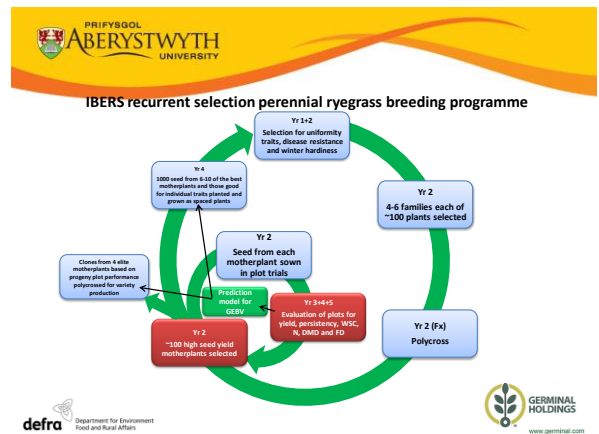 PRIFYSGOL
ABERYSTWYTH
UNIVERSITY
IBERS recurrent selection perennial ryegrass breeding programme
Yr 1+2
Selection for uniformity
traits, disease resistance
and winter hardiness
Yr 4
1000 seed from 6-10 of the best
motherplants and those good
for individual traits planted and
grown as spaced plants
Yr 2
4-6 families each of
~100 plants selected
Yr 2
Seed from each
motherplant sown
in plot trials
Clones from 4 elite
motherplants based on
progeny plot performance
polycrossed for variety
production
Prediction
model for
GEBV
Yr 3+4+5
Evaluation of plots for
yield, persistency, WSC,
N, DMD and FD
Yr 2 (Fx)
Polycross
Yr 2
~100 high seed yield
motherplants selected
defra
Department for Environment
Food and Rural Affairs
GERMINAL
HOLDINGS
www.germinal.com